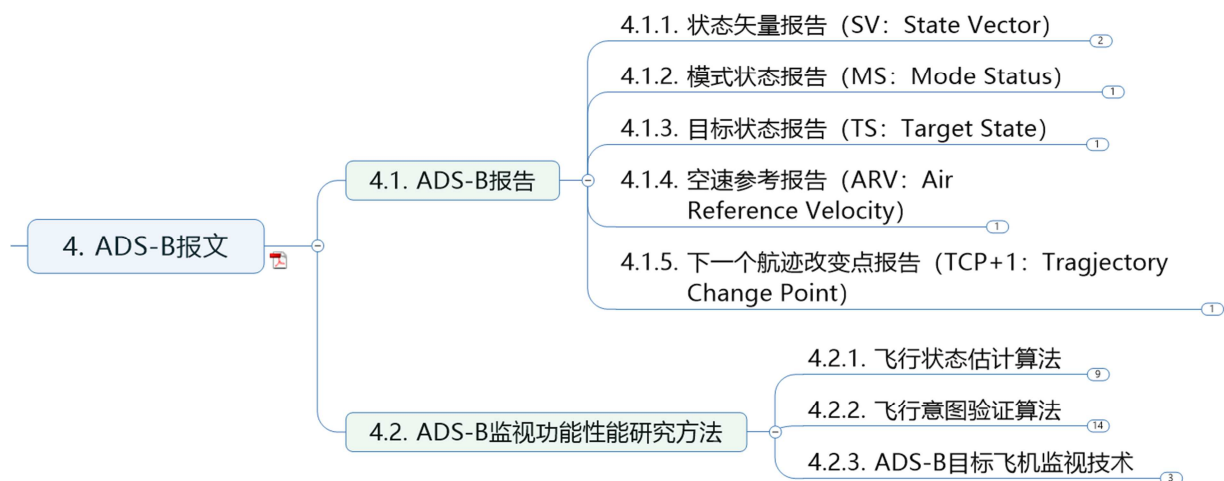 4.1.1. 状态矢量报告（SV：State Vector）
2
4.1.2. 模式状态报告（MS：Mode Status）
1
4.1.3. 目标状态报告（TS：Target State）
1
4.1. ADS-B报告
4.1.4. 空速参考报告（ARV：Air
Reference Velocity）
1
4. ADS-B报文
4.1.5. 下一个航迹改变点报告（TCP+1：Tragjectory
Change Point）
1
4.2.1. 飞行状态估计算法
9
4.2.2. 飞行意图验证算法
14
4.2. ADS-B监视功能性能研究方法
4.2.3. ADS-B目标飞机监视技术
3